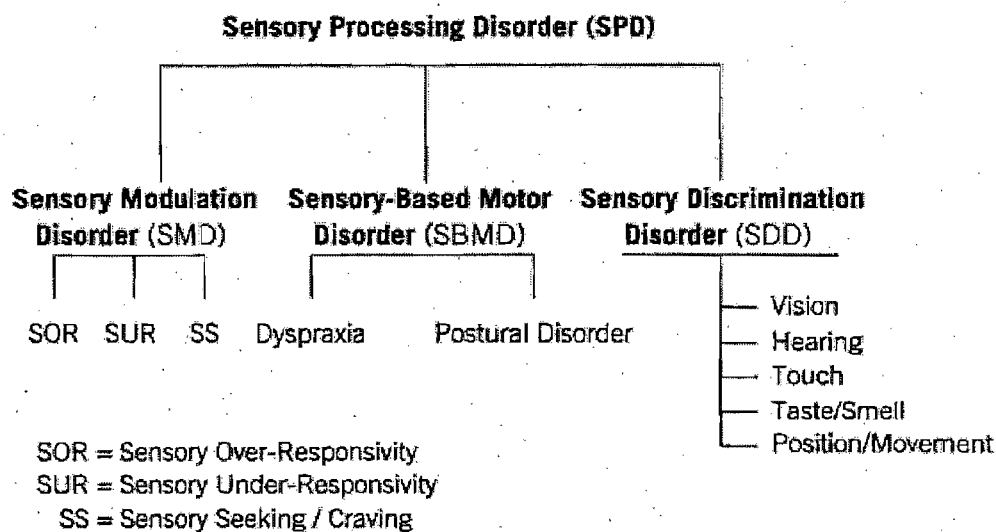 Sensory Processing Disorder (SPD)
Sensory Modulation Disorder (SMD)
Sensory-Based Motor Disorder (SBMD)
Sensory Discrimination Disorder (SDD)
SOR SUR SS Dyspraxia Postural Disorder
Vision
Hearing
Touch
Taste/Smell
Position/Movement
SOR = Sensory Over-Responsivity
SUR = Sensory Under-Responsivity
SS = Sensory Seeking / Craving